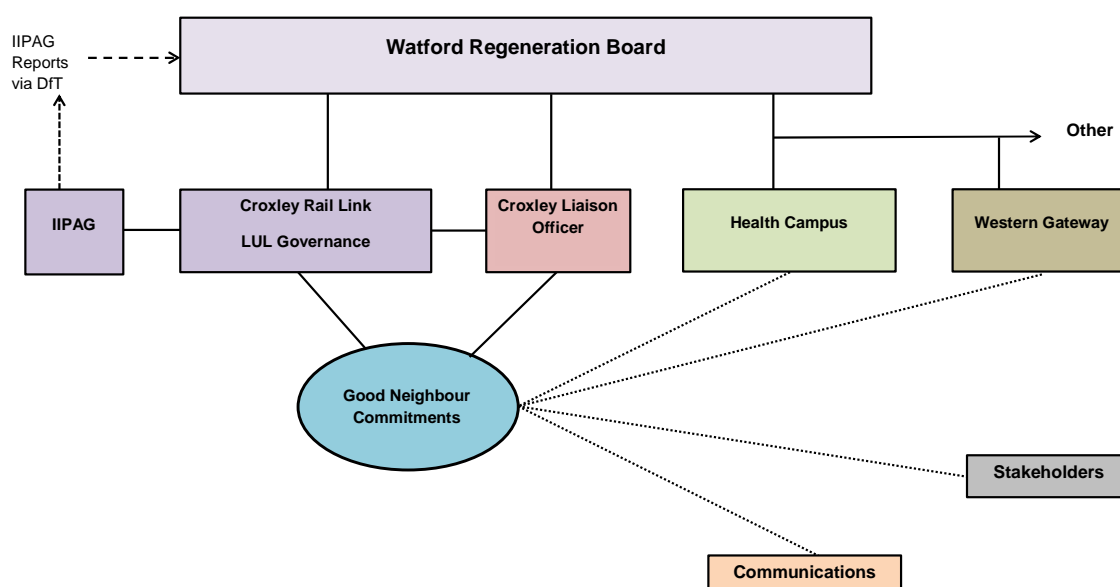 IIPAG
Reports
via DfT
Watford Regeneration Board
Other
IIPAG
Croxley Rail Link
LUL Governance
Croxley Liaison
Officer
Health Campus
Western Gateway
Good Neighbour
Commitments
Stakeholders
Communications